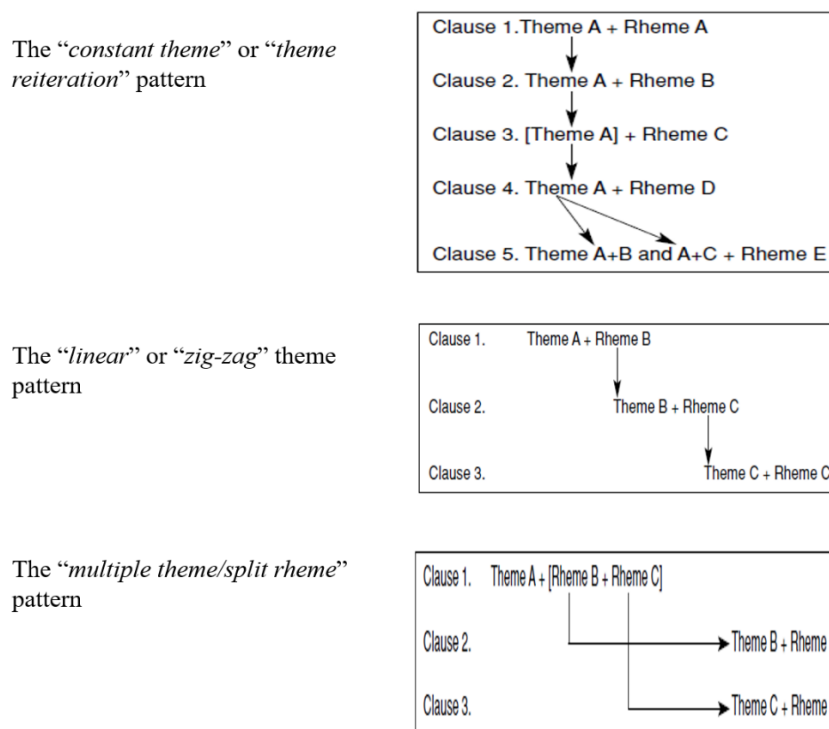 The “constant theme” or “theme
reiteration” pattern
Clause 1.Theme A + Rheme A
Clause 2. Theme A + Rheme B
Clause 3. [Theme A] + Rheme C
Clause 4. Theme A + Rheme D
Clause 5. Theme A+B and A+C + Rheme E
The “linear” or “zig-zag” theme
pattern
Clause 1. Theme A + Rheme B
Clause 2. Theme B + Rheme C
Clause 3. Theme C + Rheme C
The “multiple theme/split rheme”
pattern
Clause 1. Theme A + [Rheme B + Rheme C]
Clause 2. Theme B + Rheme
Clause 3. Theme C + Rheme